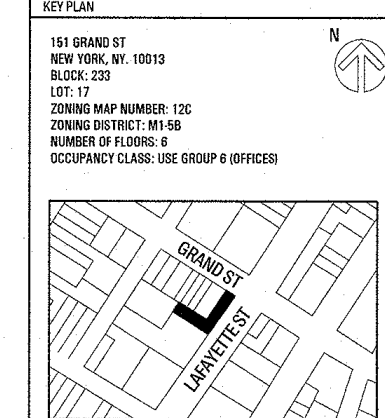 KEY PLAN
N
151 GRAND ST
NEW YORK, NY. 10013
BLOCK: 233
LOT: 17
ZONING MAP NUMBER: 12C
ZONING DISTRICT: M1-5B
NUMBER OF FLOORS: 6
OCCUPANCY CLASS: USE GROUP 6 (OFFICES)
GRAND ST
LAFAYETTE ST